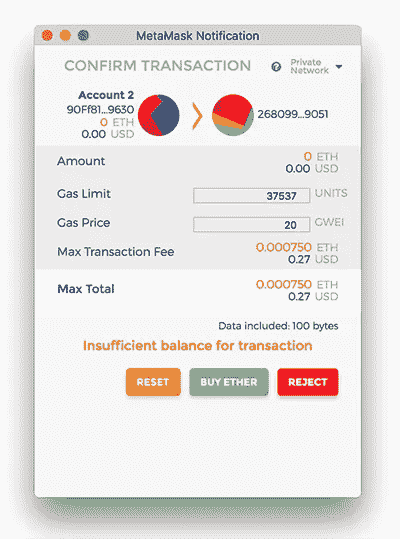 MetaMask Notification
CONFIRM TRANSACTION
Private
Network
Account 2
90Ff81...9630
0 ETH
0.00 USD
268099...9051
Amount
0 ETH
0.00 USD
Gas Limit
37537
UNITS
Gas Price
20
GWEI
Max Transaction Fee
0.000750 ETH
0.27 USD
Max Total
0.000750 ETH
0.27 USD
Data included: 100 bytes
Insufficient balance for transaction
RESET
BUY ETHER
REJECT